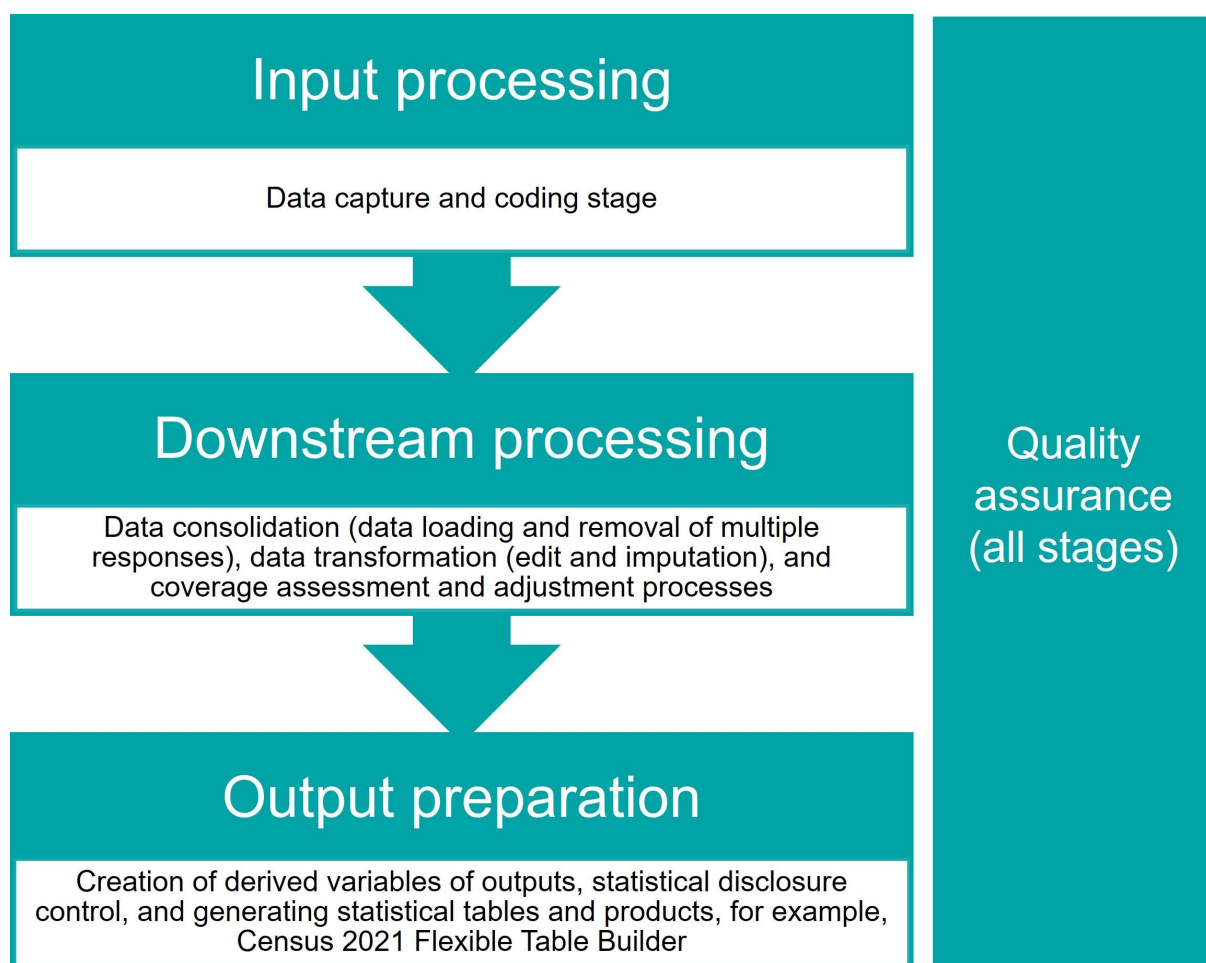 Input processing
Data capture and coding stage
Downstream processing
Data consolidation (data loading and removal of multiple
responses), data transformation (edit and imputation), and
coverage assessment and adjustment processes
Output preparation
Creation of derived variables of outputs, statistical disclosure
control, and generating statistical tables and products, for example,
Census 2021 Flexible Table Builder
Quality
assurance
(all stages)